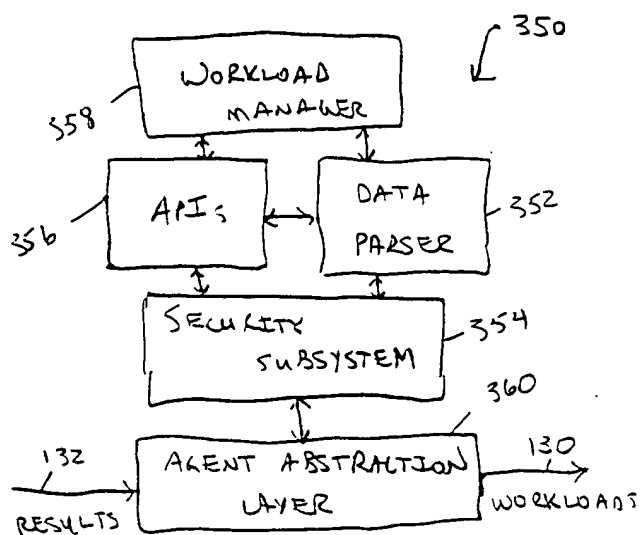 350
WORKLOAD
MANAGER
358
APIs
DATA
PARSER
356
352
SECURITY
SUBSYSTEM
354
360
132
AGENT ABSTRACTION
LAYER
130
RESULTS
WORKLOADS